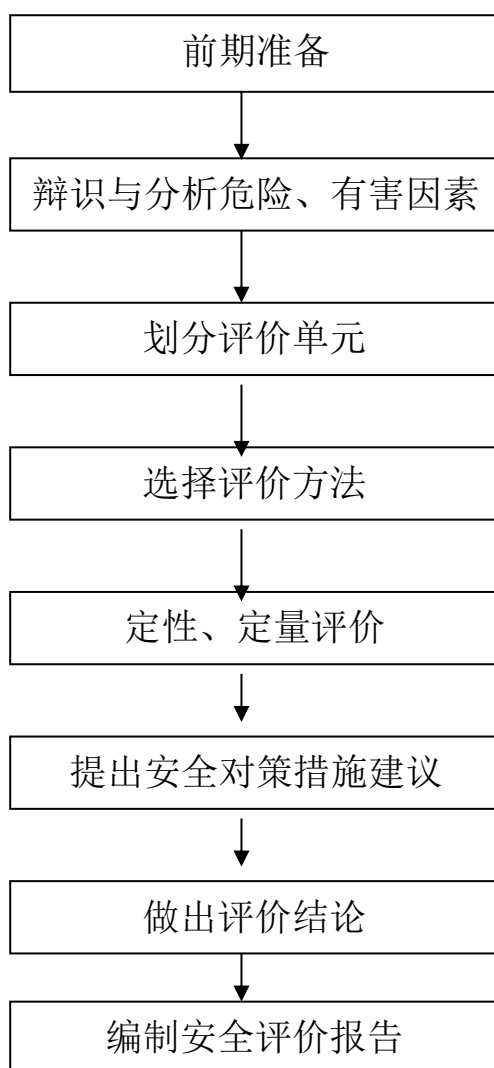 前期准备
辩识与分析危险、有害因素
划分评价单元
选择评价方法
定性、定量评价
提出安全对策措施建议
做出评价结论
编制安全评价报告